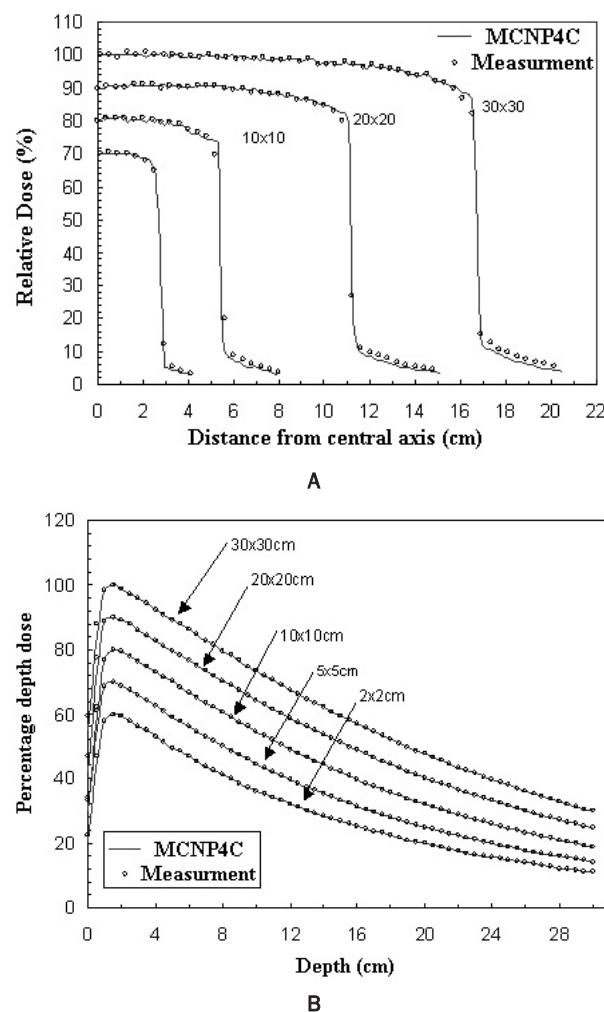 MCNP4C
Measurment
110
100
90
80
70
60
50
40
30
20
10
0
Relative Dose (%)
30x30
20x20
10x10
0 2 4 6 8 10 12 14 16 18 20 22
Distance from central axis (cm)
A
120
100
80
60
40
20
0
Percentage depth dose
30x30cm
20x20cm
10x10cm
5x5cm
2x2cm
MCNP4C
Measurment
0 4 8 12 16 20 24 28
Depth (cm)
B